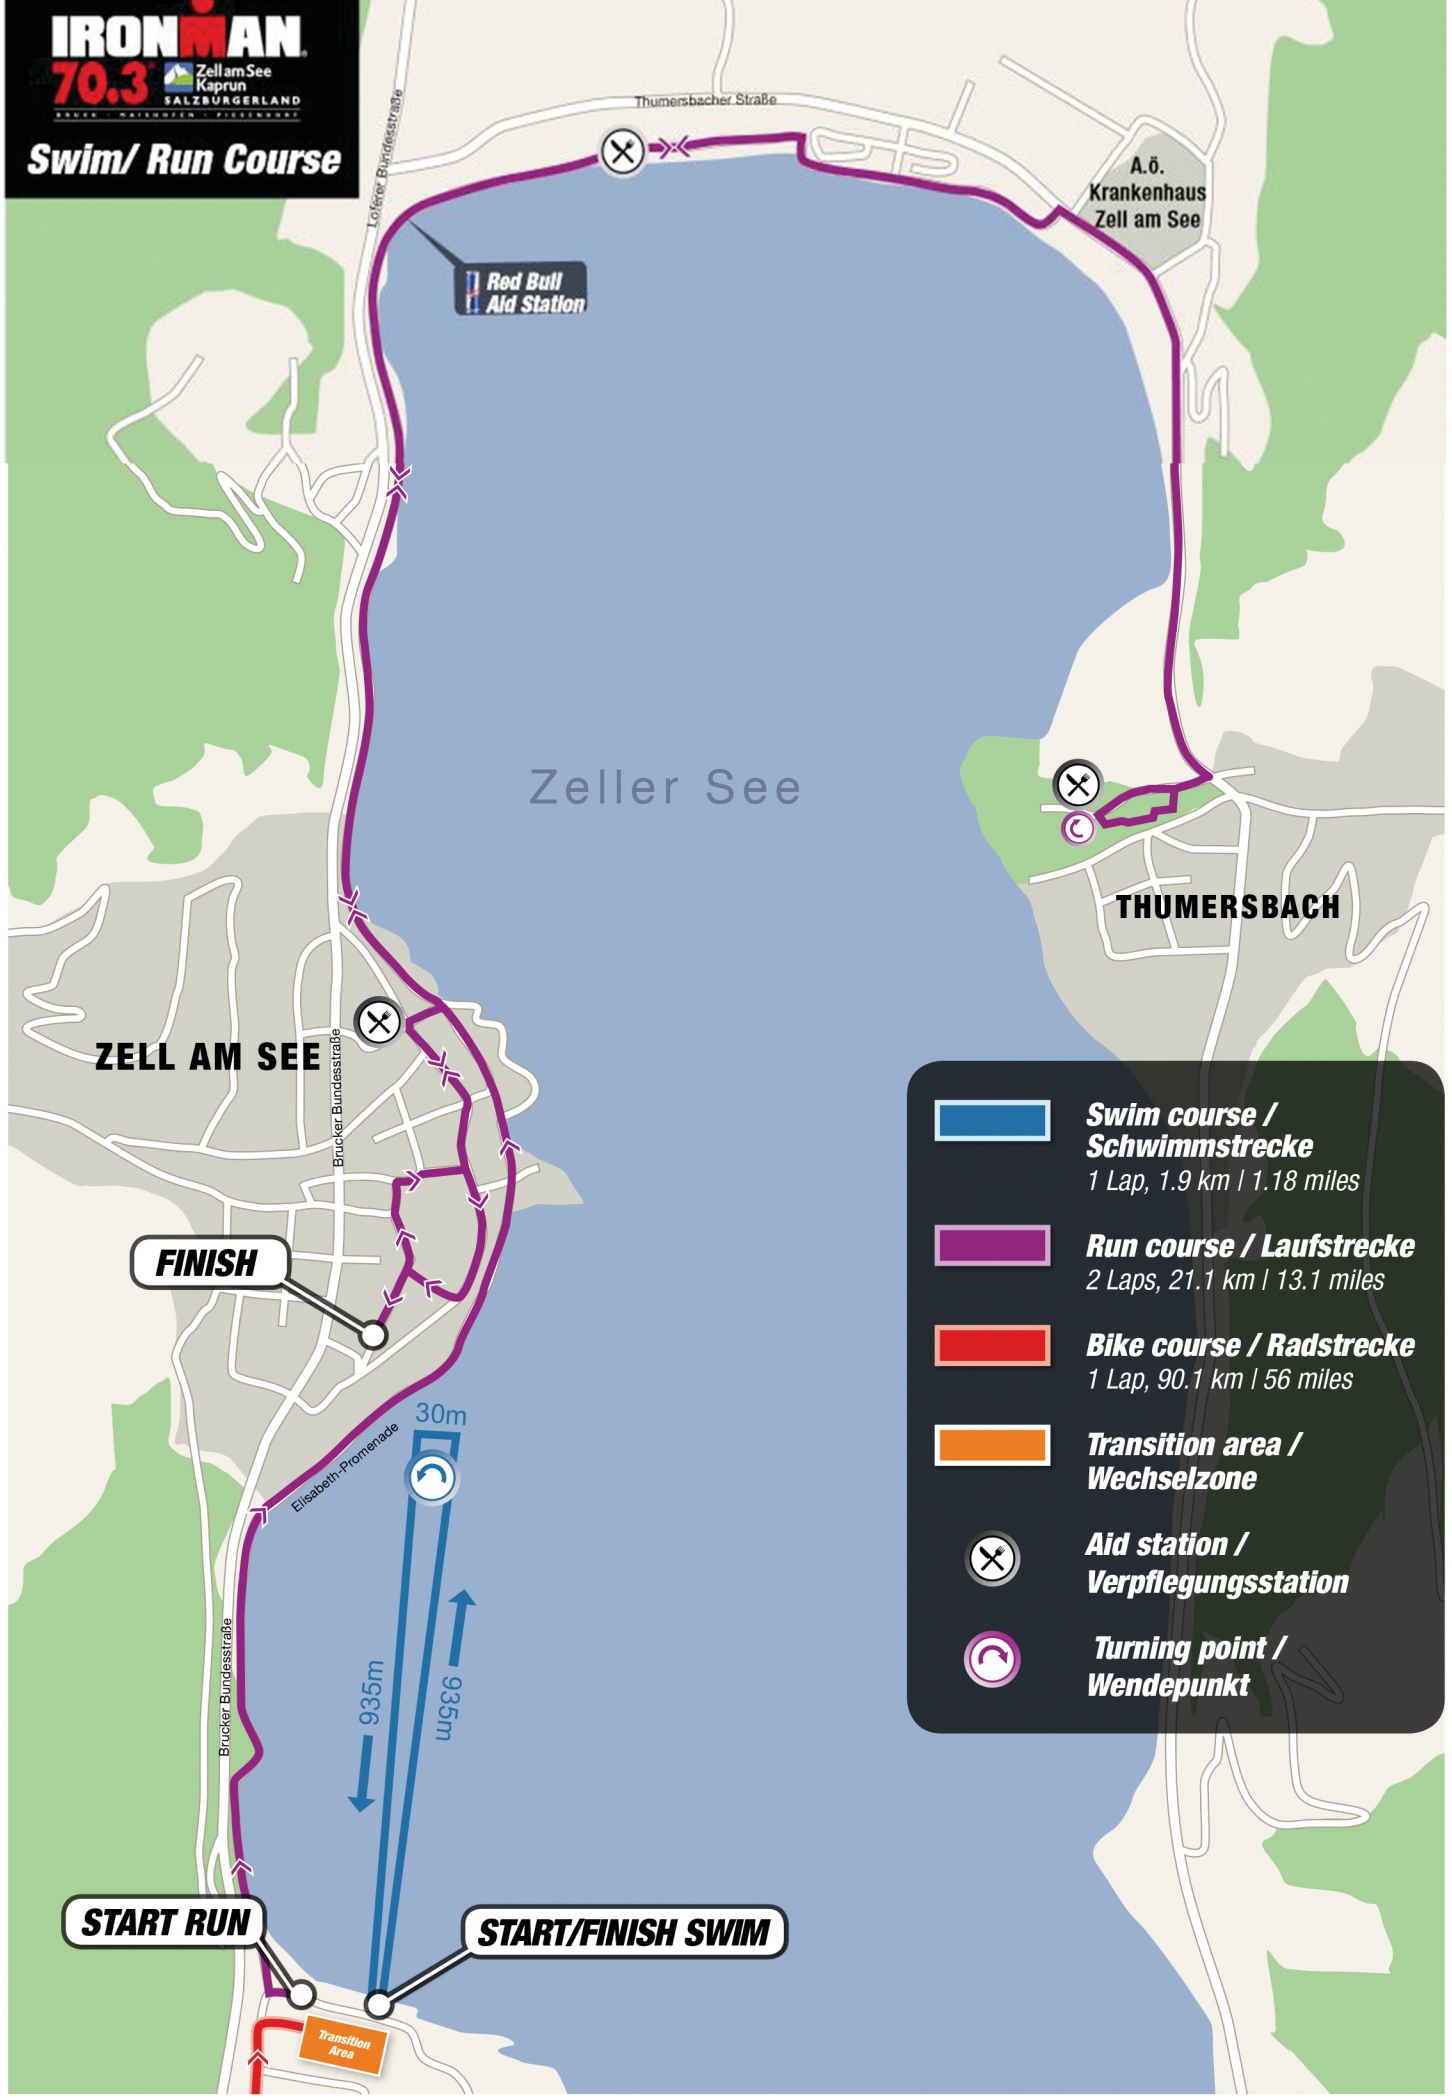 IRONMAN
70.3
Zell am See
Kaprun
SALZBURGERLAND
BRUCK · MAISHOFEN · PIESENDORF
Swim/ Run Course
Loferer Bundesstraße
Thumersbacher Straße
A.ö.
Krankenhaus
Zell am See
Red Bull
Aid Station
Zeller See
THUMERSBACH
ZELL AM SEE
Brucker Bundesstraße
FINISH
30m
Elisabeth-Promenade
935m
935m
Brucker Bundesstraße
START RUN
START/FINISH SWIM
Transition
Area
Swim course /
Schwimmstrecke
1 Lap, 1.9 km | 1.18 miles
Run course / Laufstrecke
2 Laps, 21.1 km | 13.1 miles
Bike course / Radstrecke
1 Lap, 90.1 km | 56 miles
Transition area /
Wechselzone
Aid station /
Verpflegungsstation
Turning point /
Wendepunkt